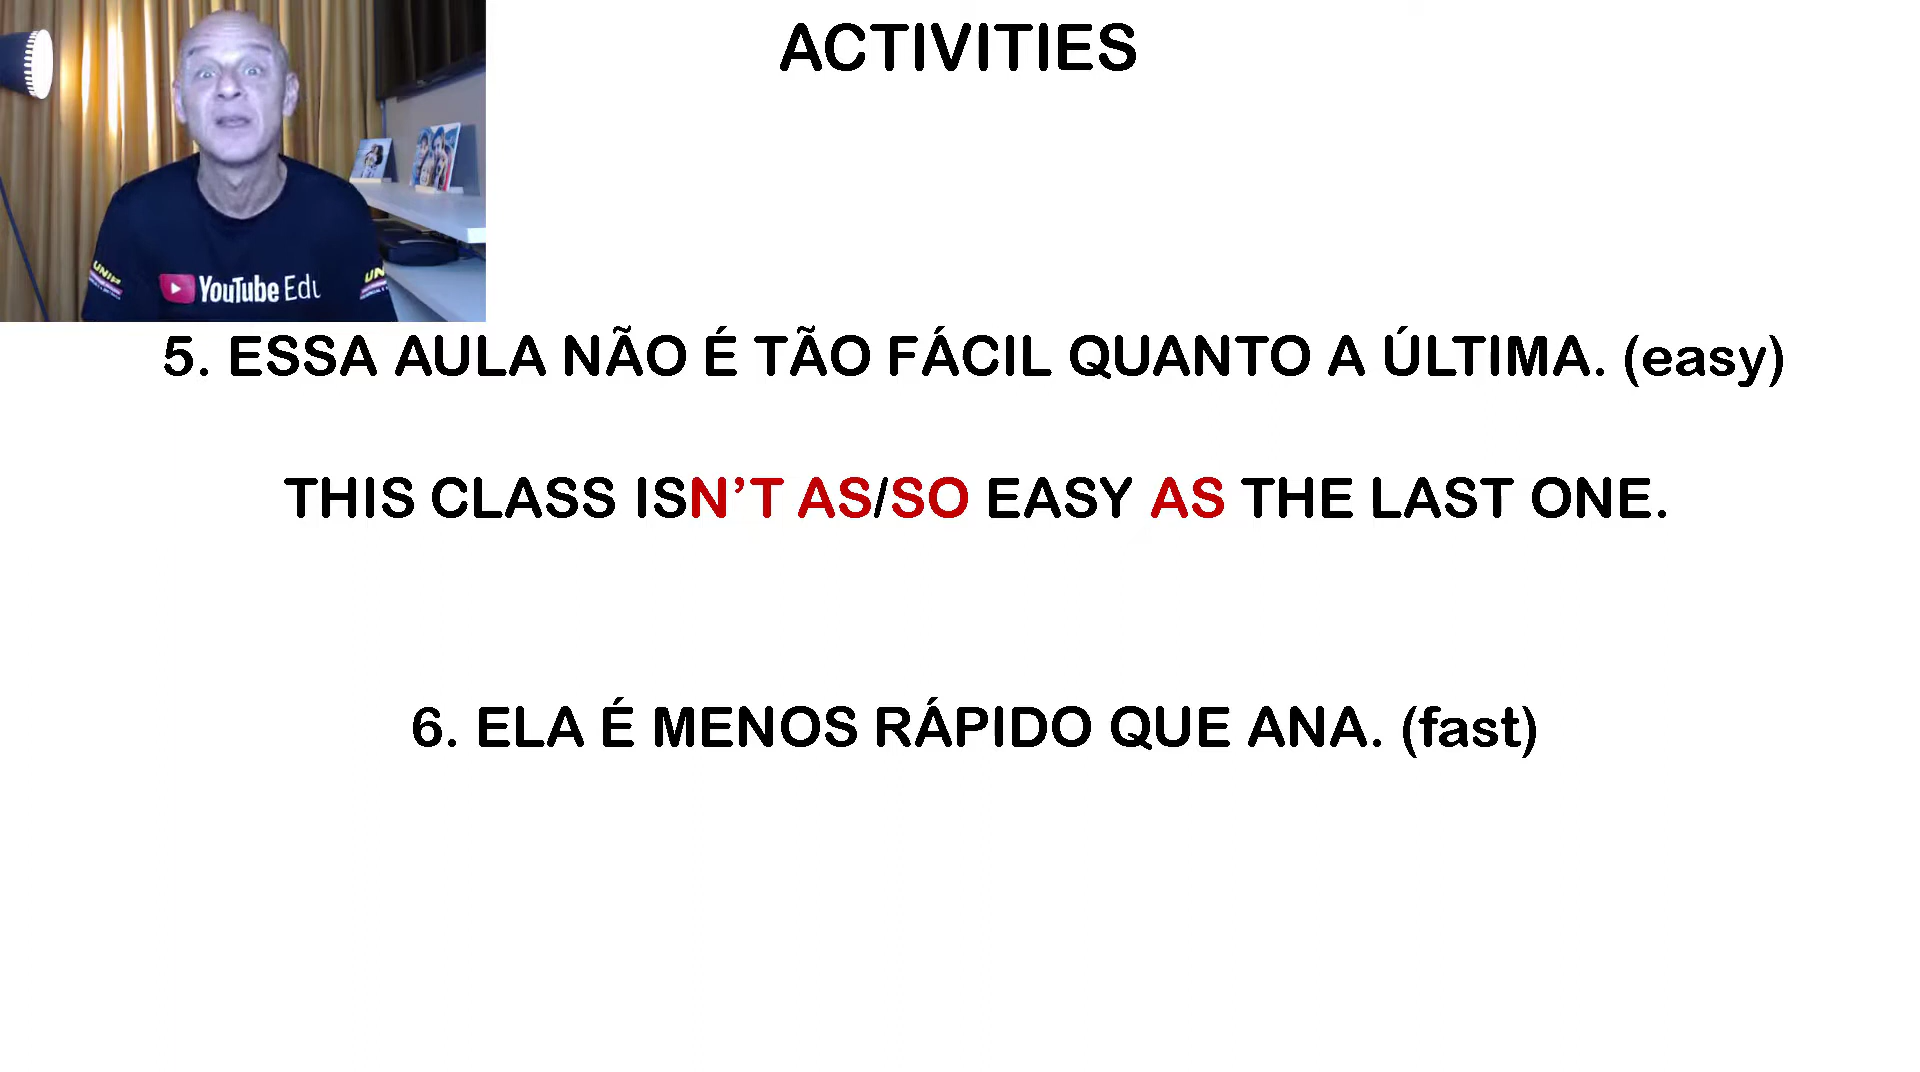 ACTIVITIES
YouTube Edu
5. ESSA AULA NÃO É TÃO FÁCIL QUANTO A ÚLTIMA. (easy)
THIS CLASS ISN’T AS/SO EASY AS THE LAST ONE.
6. ELA É MENOS RÁPIDO QUE ANA. (fast)